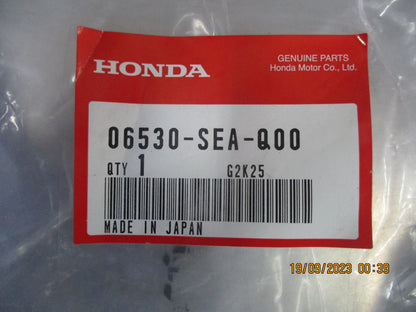 GENUINE PARTS
HONDA
Honda Motor Co., Ltd.
06530-SEA-Q00
QTY 1 G2K25
MADE IN JAPAN
19/09/2023 00:39